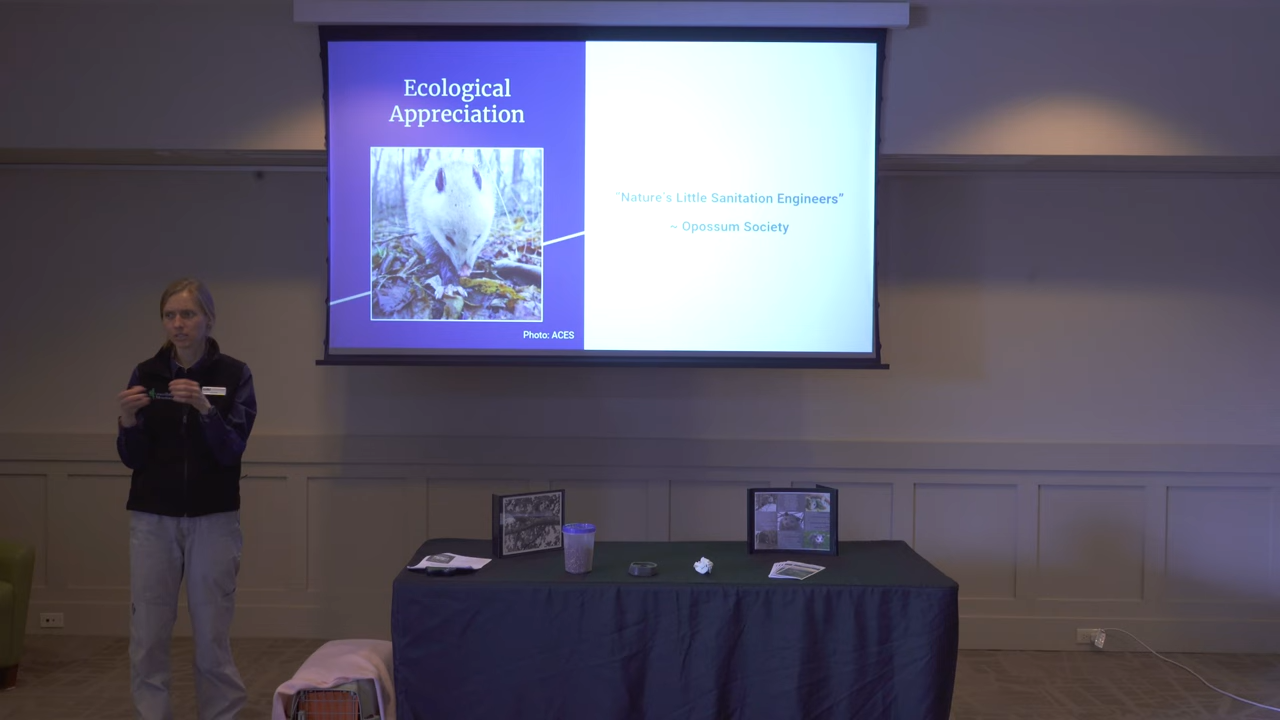 Ecological
Appreciation
"Nature's Little Sanitation Engineers"
~ Opossum Society
Photo: ACES